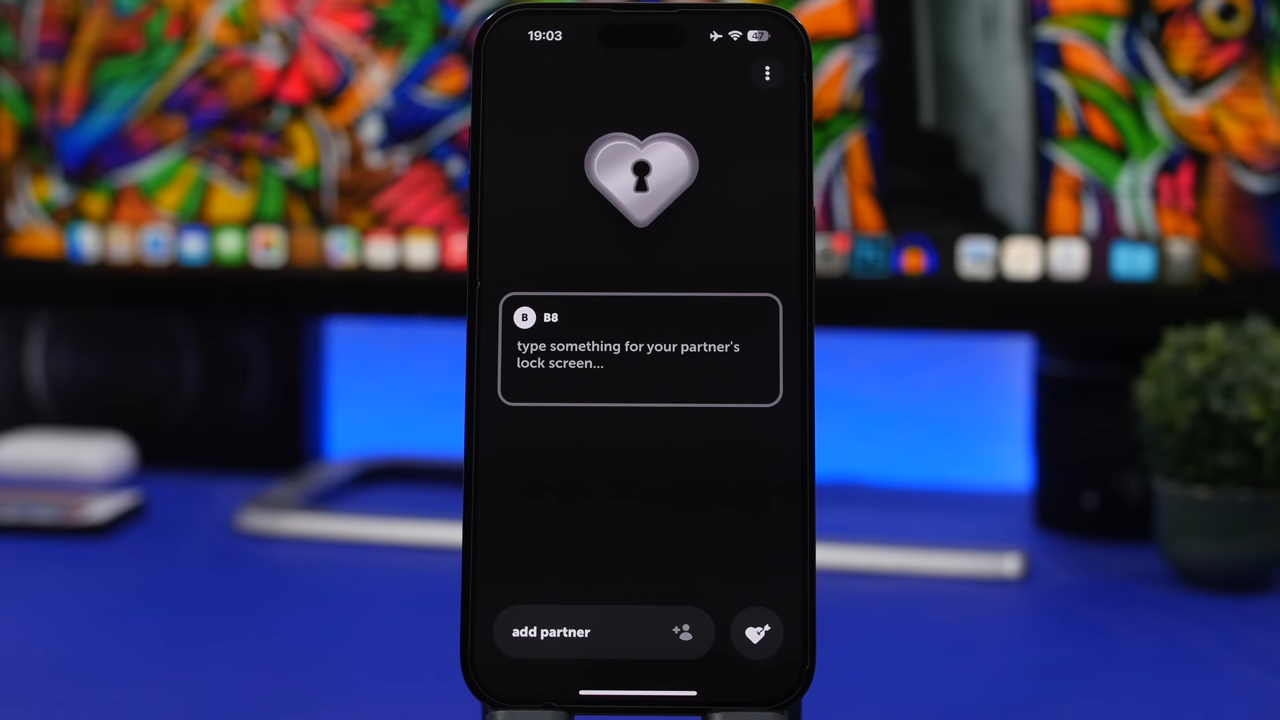 19:03
47
B B8
type something for your partner's
lock screen...
add partner